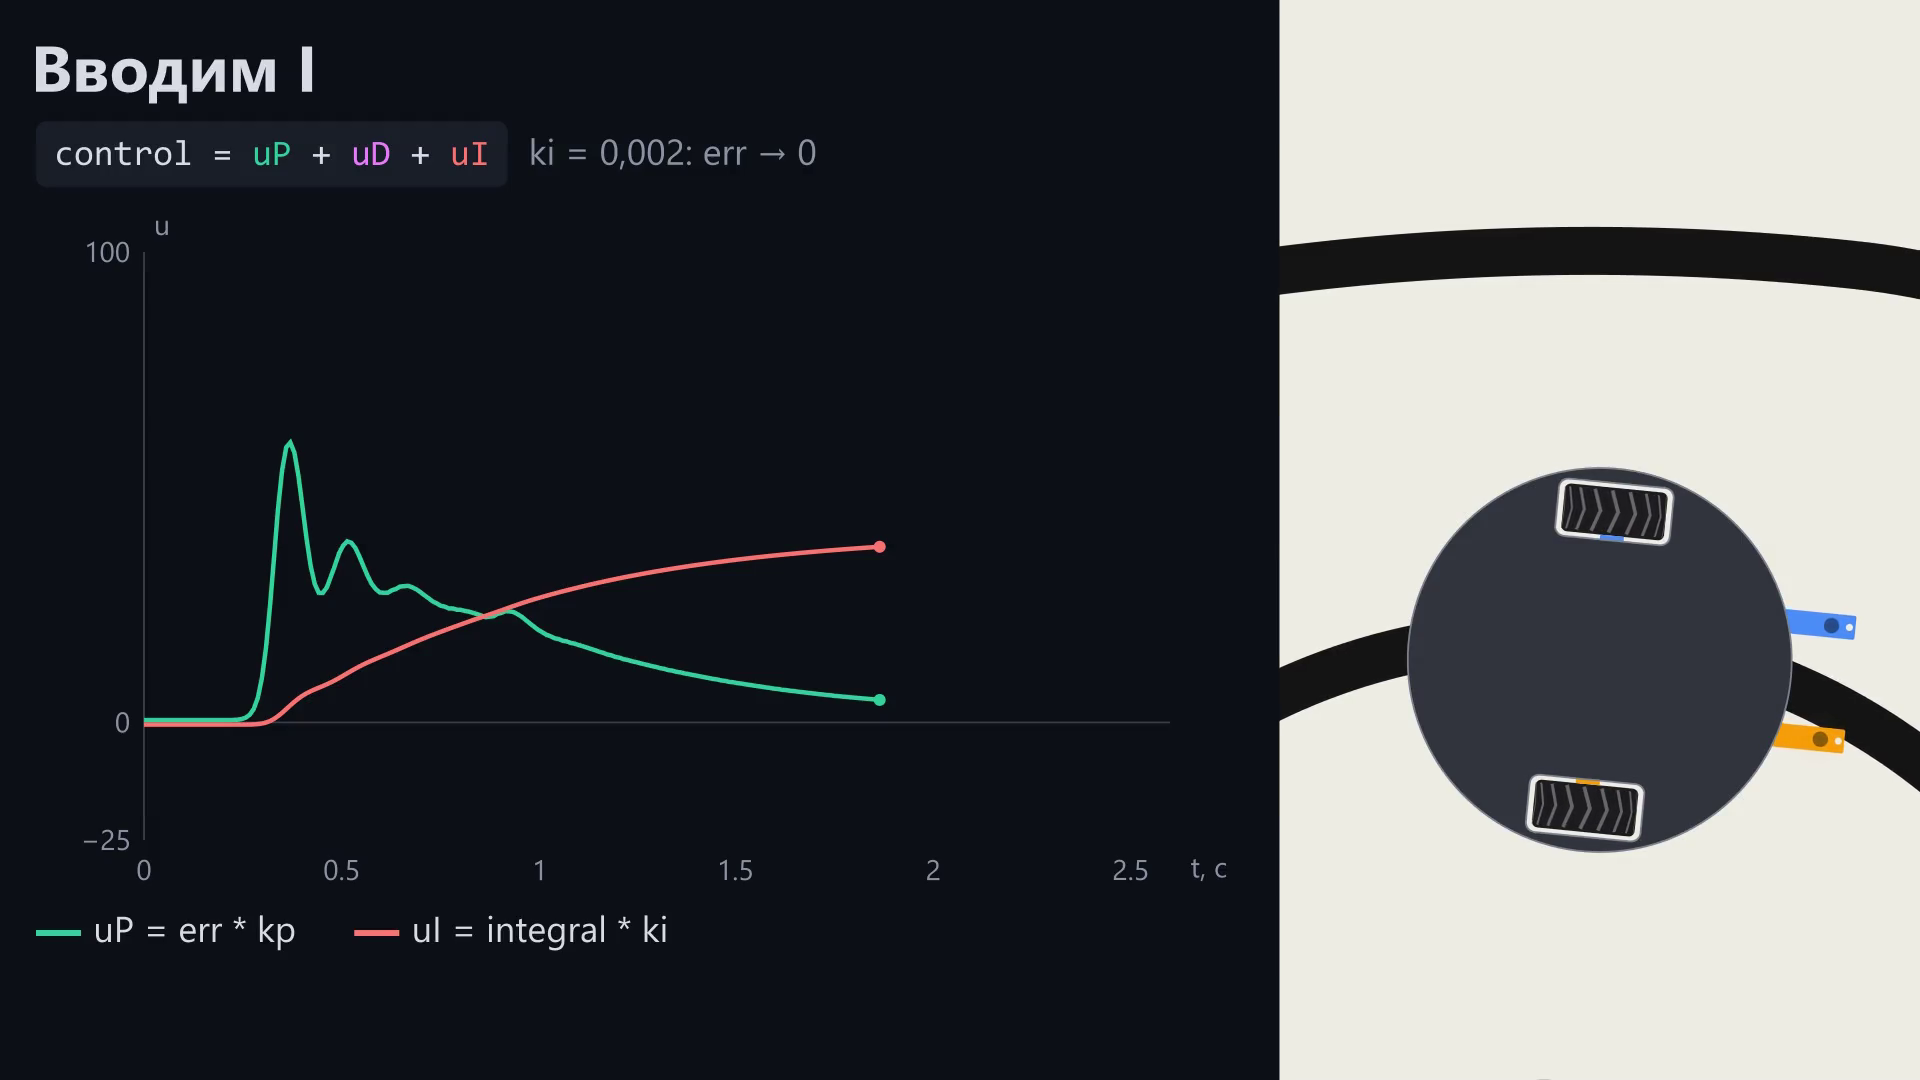 Вводим I
control = uP + uD + uI ki = 0,002: err → 0
u
100
0
−25
0 0.5 1 1.5 2 2.5 t, с
uP = err * kp uI = integral * ki